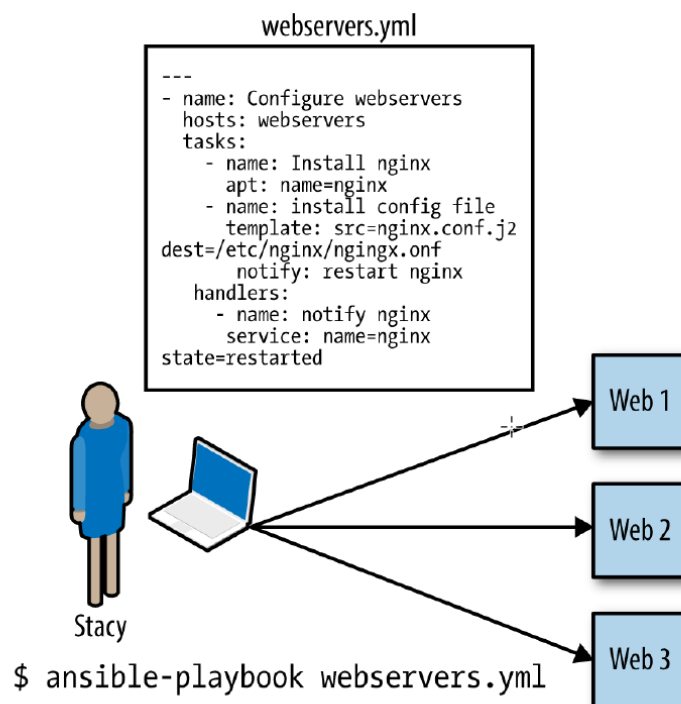 webservers.yml
---
- name: Configure webservers
  hosts: webservers
  tasks:
    - name: Install nginx
      apt: name=nginx
    - name: install config file
      template: src=nginx.conf.j2
dest=/etc/nginx/ngingx.onf
       notify: restart nginx
   handlers:
     - name: notify nginx
      service: name=nginx
state=restarted
Web 1
Web 2
Web 3
Stacy
$ ansible-playbook webservers.yml